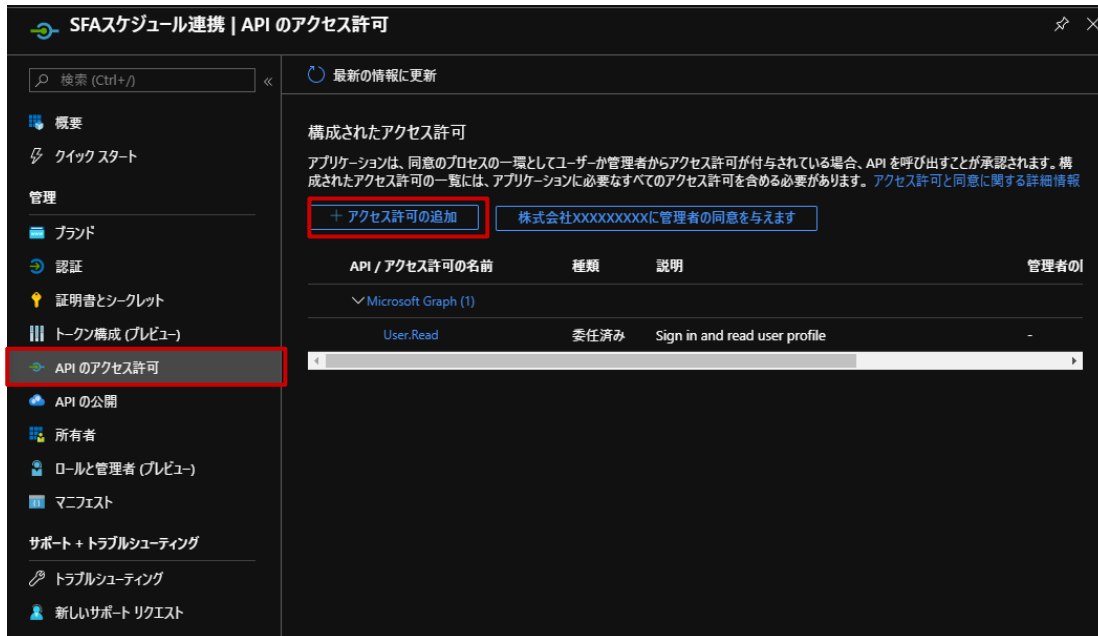 SFAスケジュール連携 | API のアクセス許可
検索 (Ctrl+/)
«
最新の情報に更新
概要
クイック スタート
管理
ブランド
認証
証明書とシークレット
トークン構成 (プレビュー)
API のアクセス許可
API の公開
所有者
ロールと管理者 (プレビュー)
マニフェスト
サポート + トラブルシューティング
トラブルシューティング
新しいサポート リクエスト
構成されたアクセス許可
アプリケーションは、同意のプロセスの一環としてユーザーか管理者からアクセス許可が付与されている場合、API を呼び出すことが承認されます。構
成されたアクセス許可の一覧には、アプリケーションに必要なすべてのアクセス許可を含める必要があります。アクセス許可と同意に関する詳細情報
+ アクセス許可の追加 株式会社XXXXXXXXXに管理者の同意を与えます
API / アクセス許可の名前 種類 説明 管理者の
Microsoft Graph (1)
User.Read 委任済み Sign in and read user profile -